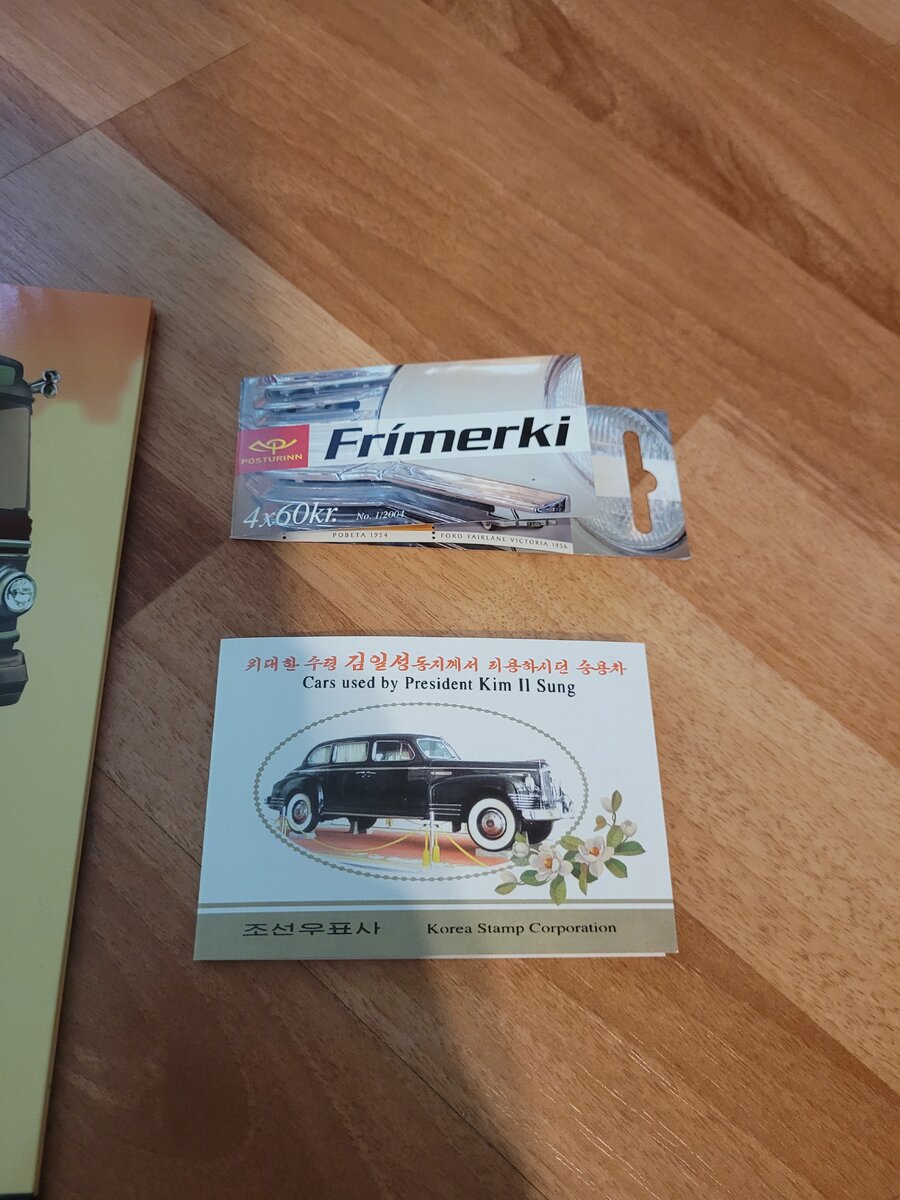 Frímerki
PÓSTURINN
4x60kr. No. 1/2004
POBETA 1954
FORD FAIRLANE VICTORIA 1956
위대한 수령 김일성동지께서 리용하시던 승용차
Cars used by President Kim Il Sung
조선우표사 Korea Stamp Corporation